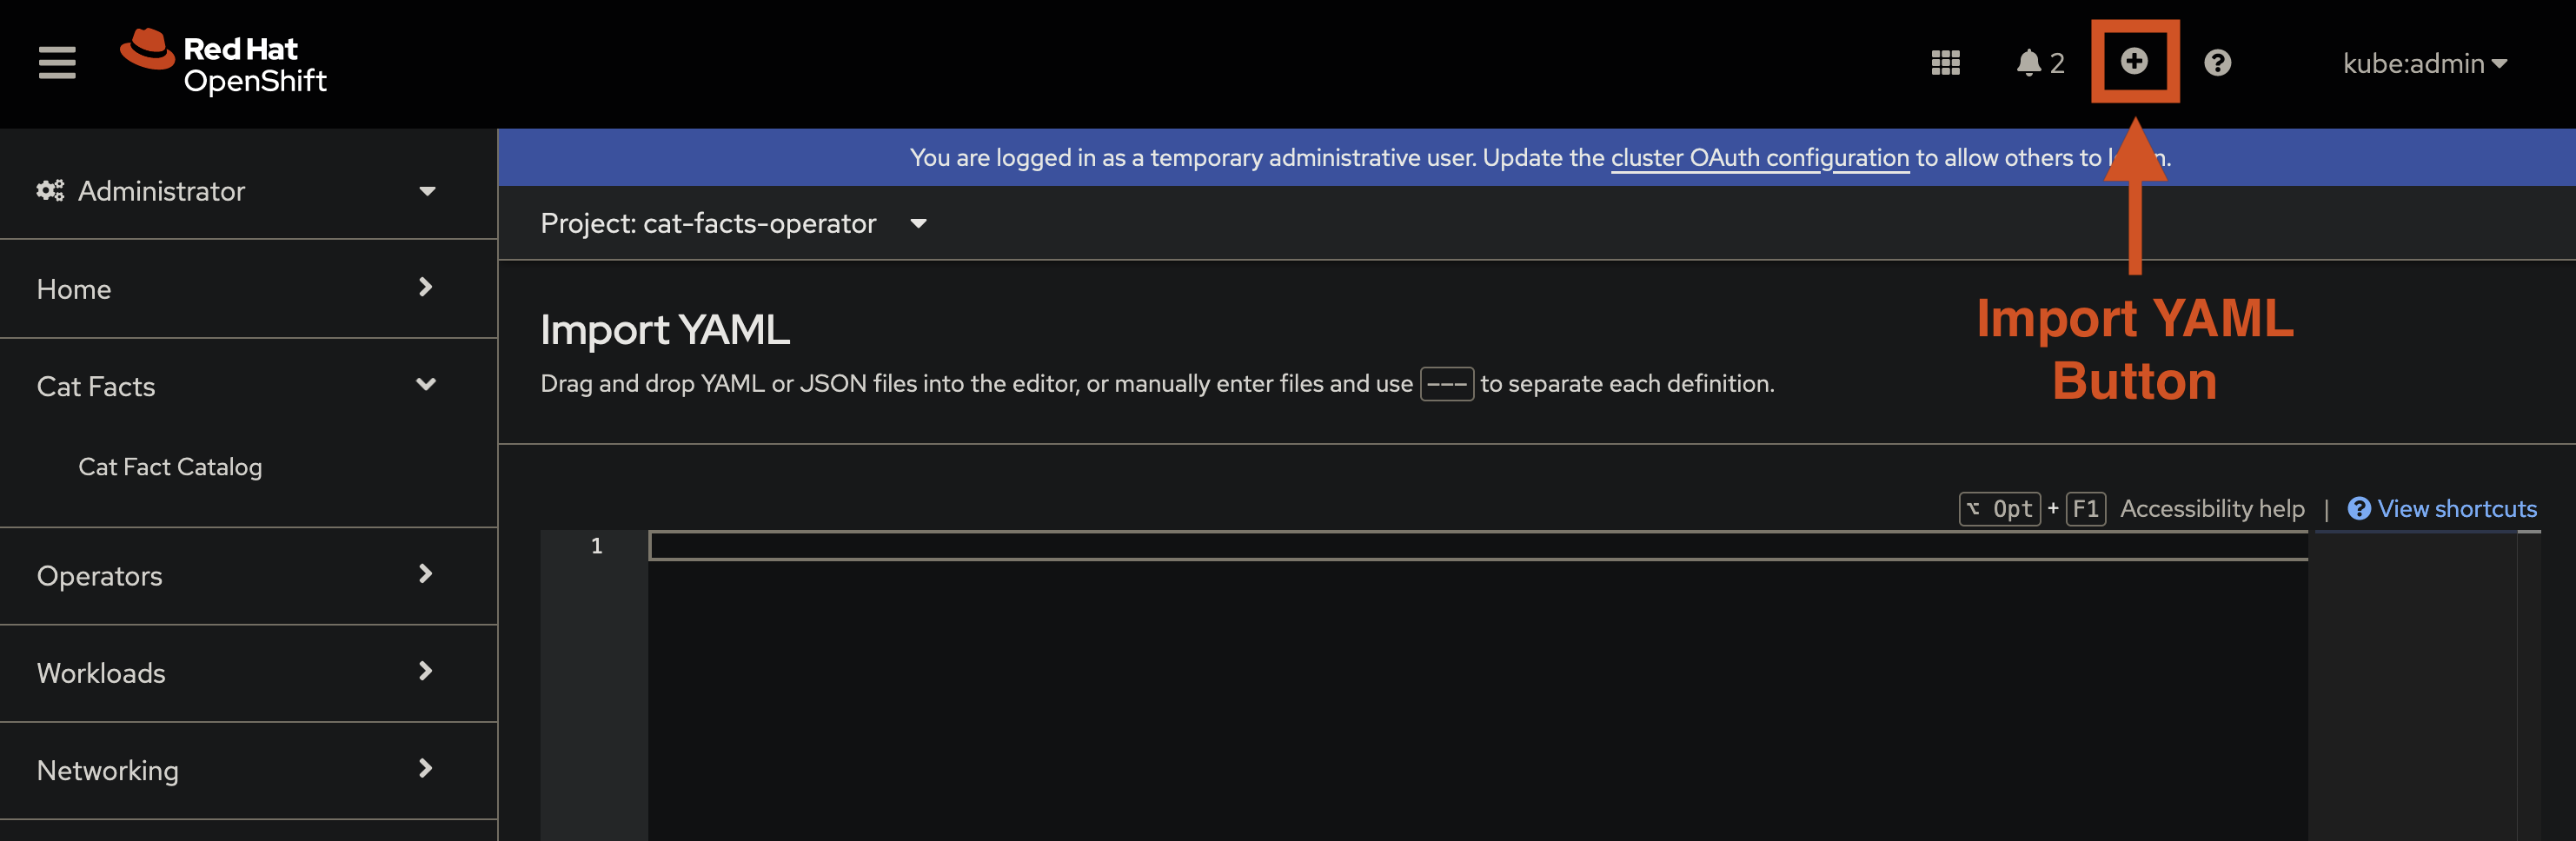 Red Hat
OpenShift
2
kube:admin
You are logged in as a temporary administrative user. Update the cluster OAuth configuration to allow others to in.
Administrator
Project: cat-facts-operator
Home
Import YAML
Import YAML
Button
Drag and drop YAML or JSON files into the editor, or manually enter files and use --- to separate each definition.
Cat Facts
Cat Fact Catalog
⌥ Opt + F1 Accessibility help | View shortcuts
1
Operators
Workloads
Networking